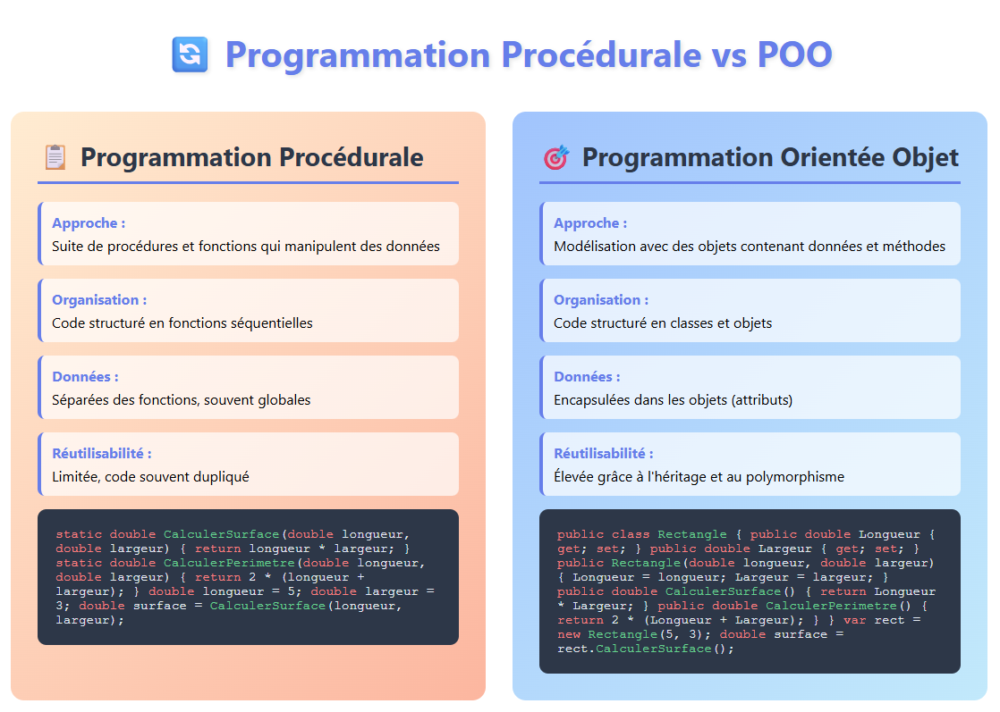 Programmation Procédurale vs POO
Programmation Procédurale
Approche :
Suite de procédures et fonctions qui manipulent des données
Organisation :
Code structuré en fonctions séquentielles
Données :
Séparées des fonctions, souvent globales
Réutilisabilité :
Limitée, code souvent dupliqué
static double CalculerSurface(double longueur,
double largeur) { return longueur * largeur; }
static double CalculerPerimetre(double longueur,
double largeur) { return 2 * (longueur +
largeur); } double longueur = 5; double largeur =
3; double surface = CalculerSurface(longueur,
largeur);
Programmation Orientée Objet
Approche :
Modélisation avec des objets contenant données et méthodes
Organisation :
Code structuré en classes et objets
Données :
Encapsulées dans les objets (attributs)
Réutilisabilité :
Élevée grâce à l'héritage et au polymorphisme
public class Rectangle { public double Longueur {
get; set; } public double Largeur { get; set; }
public Rectangle(double longueur, double largeur)
{ Longueur = longueur; Largeur = largeur; }
public double CalculerSurface() { return Longueur
* Largeur; } public double CalculerPerimetre() {
return 2 * (Longueur + Largeur); } } var rect =
new Rectangle(5, 3); double surface =
rect.CalculerSurface();